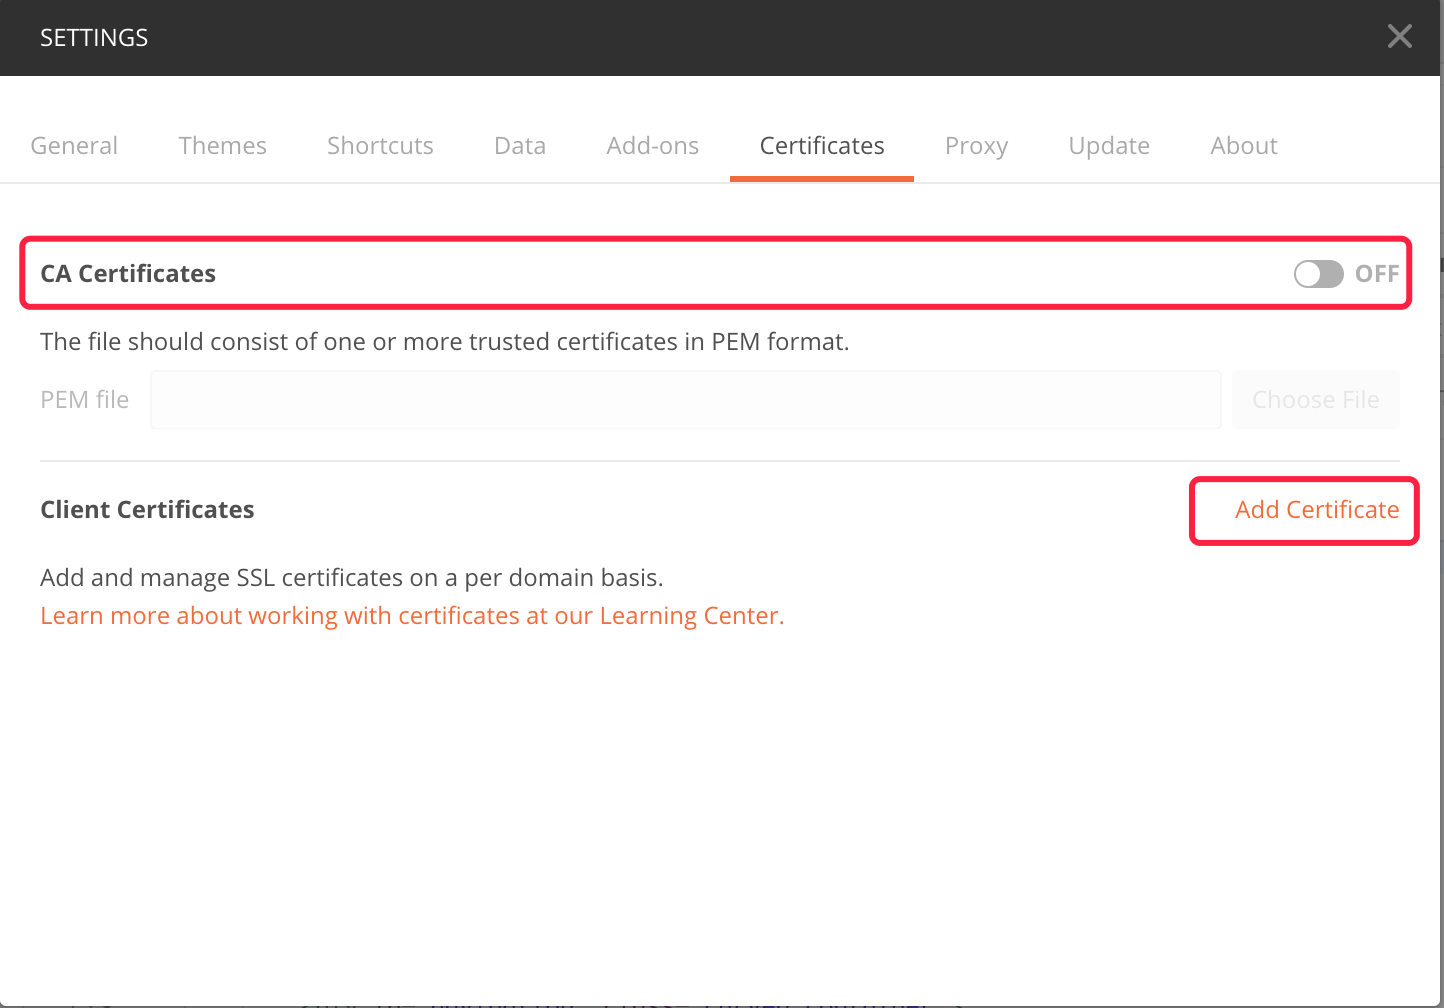 SETTINGS
General Themes Shortcuts Data Add-ons Certificates Proxy Update About
CA Certificates OFF
The file should consist of one or more trusted certificates in PEM format.
PEM file Choose File
Client Certificates Add Certificate
Add and manage SSL certificates on a per domain basis.
Learn more about working with certificates at our Learning Center.